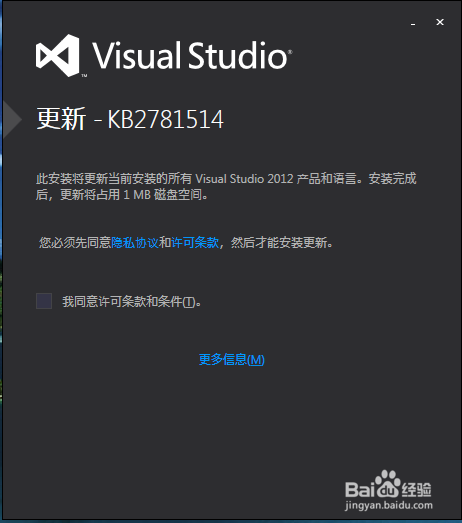 Visual Studio®
™
更新 - KB2781514
此安装将更新当前安装的所有 Visual Studio 2012 产品和语言。安装完成
后，更新将占用 1 MB 磁盘空间。
您必须先同意隐私协议和许可条款，然后才能安装更新。
我同意许可条款和条件(T)。
更多信息(M)
Bai du 经验
jingyan.baidu.com